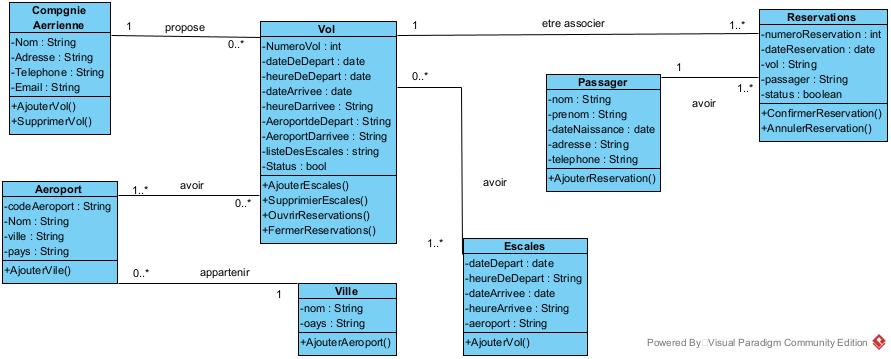 Compgnie
Aerrienne
-Nom : String
-Adresse : String
-Telephone : String
-Email : String
+AjouterVol()
+SupprimerVol()
1
propose
0..*
Vol
-NumeroVol : int
-dateDeDepart : date
-heureDeDepart : date
-dateArrivee : date
-heureDarrivee : String
-AeroportdeDepart : String
-AeroportDarrivee : String
-listeDesEscales : string
-Status : bool
+AjouterEscales()
+SupprimierEscales()
+OuvrirReservations()
+FermerReservations()
1
etre associer
1..*
Reservations
-numeroReservation : int
-dateReservation : date
-vol : String
-passager : String
-status : boolean
+ConfirmerReservation()
+AnnulerReservation()
0..*
avoir
1..*
Passager
-nom : String
-prenom : String
-dateNaissance : date
-adresse : String
-telephone : String
+AjouterReservation()
1
avoir
1..*
Aeroport
-codeAeroport : String
-Nom : String
-ville : String
-pays : String
+AjouterVile()
1..*
avoir
0..*
0..*
appartenir
1
Ville
-nom : String
-oays : String
+AjouterAeroport()
Escales
-dateDepart : date
-heureDeDepart : String
-dateArrivee : date
-heureArrivee : String
-aeroport : String
+AjouterVol()
Powered By Visual Paradigm Community Edition